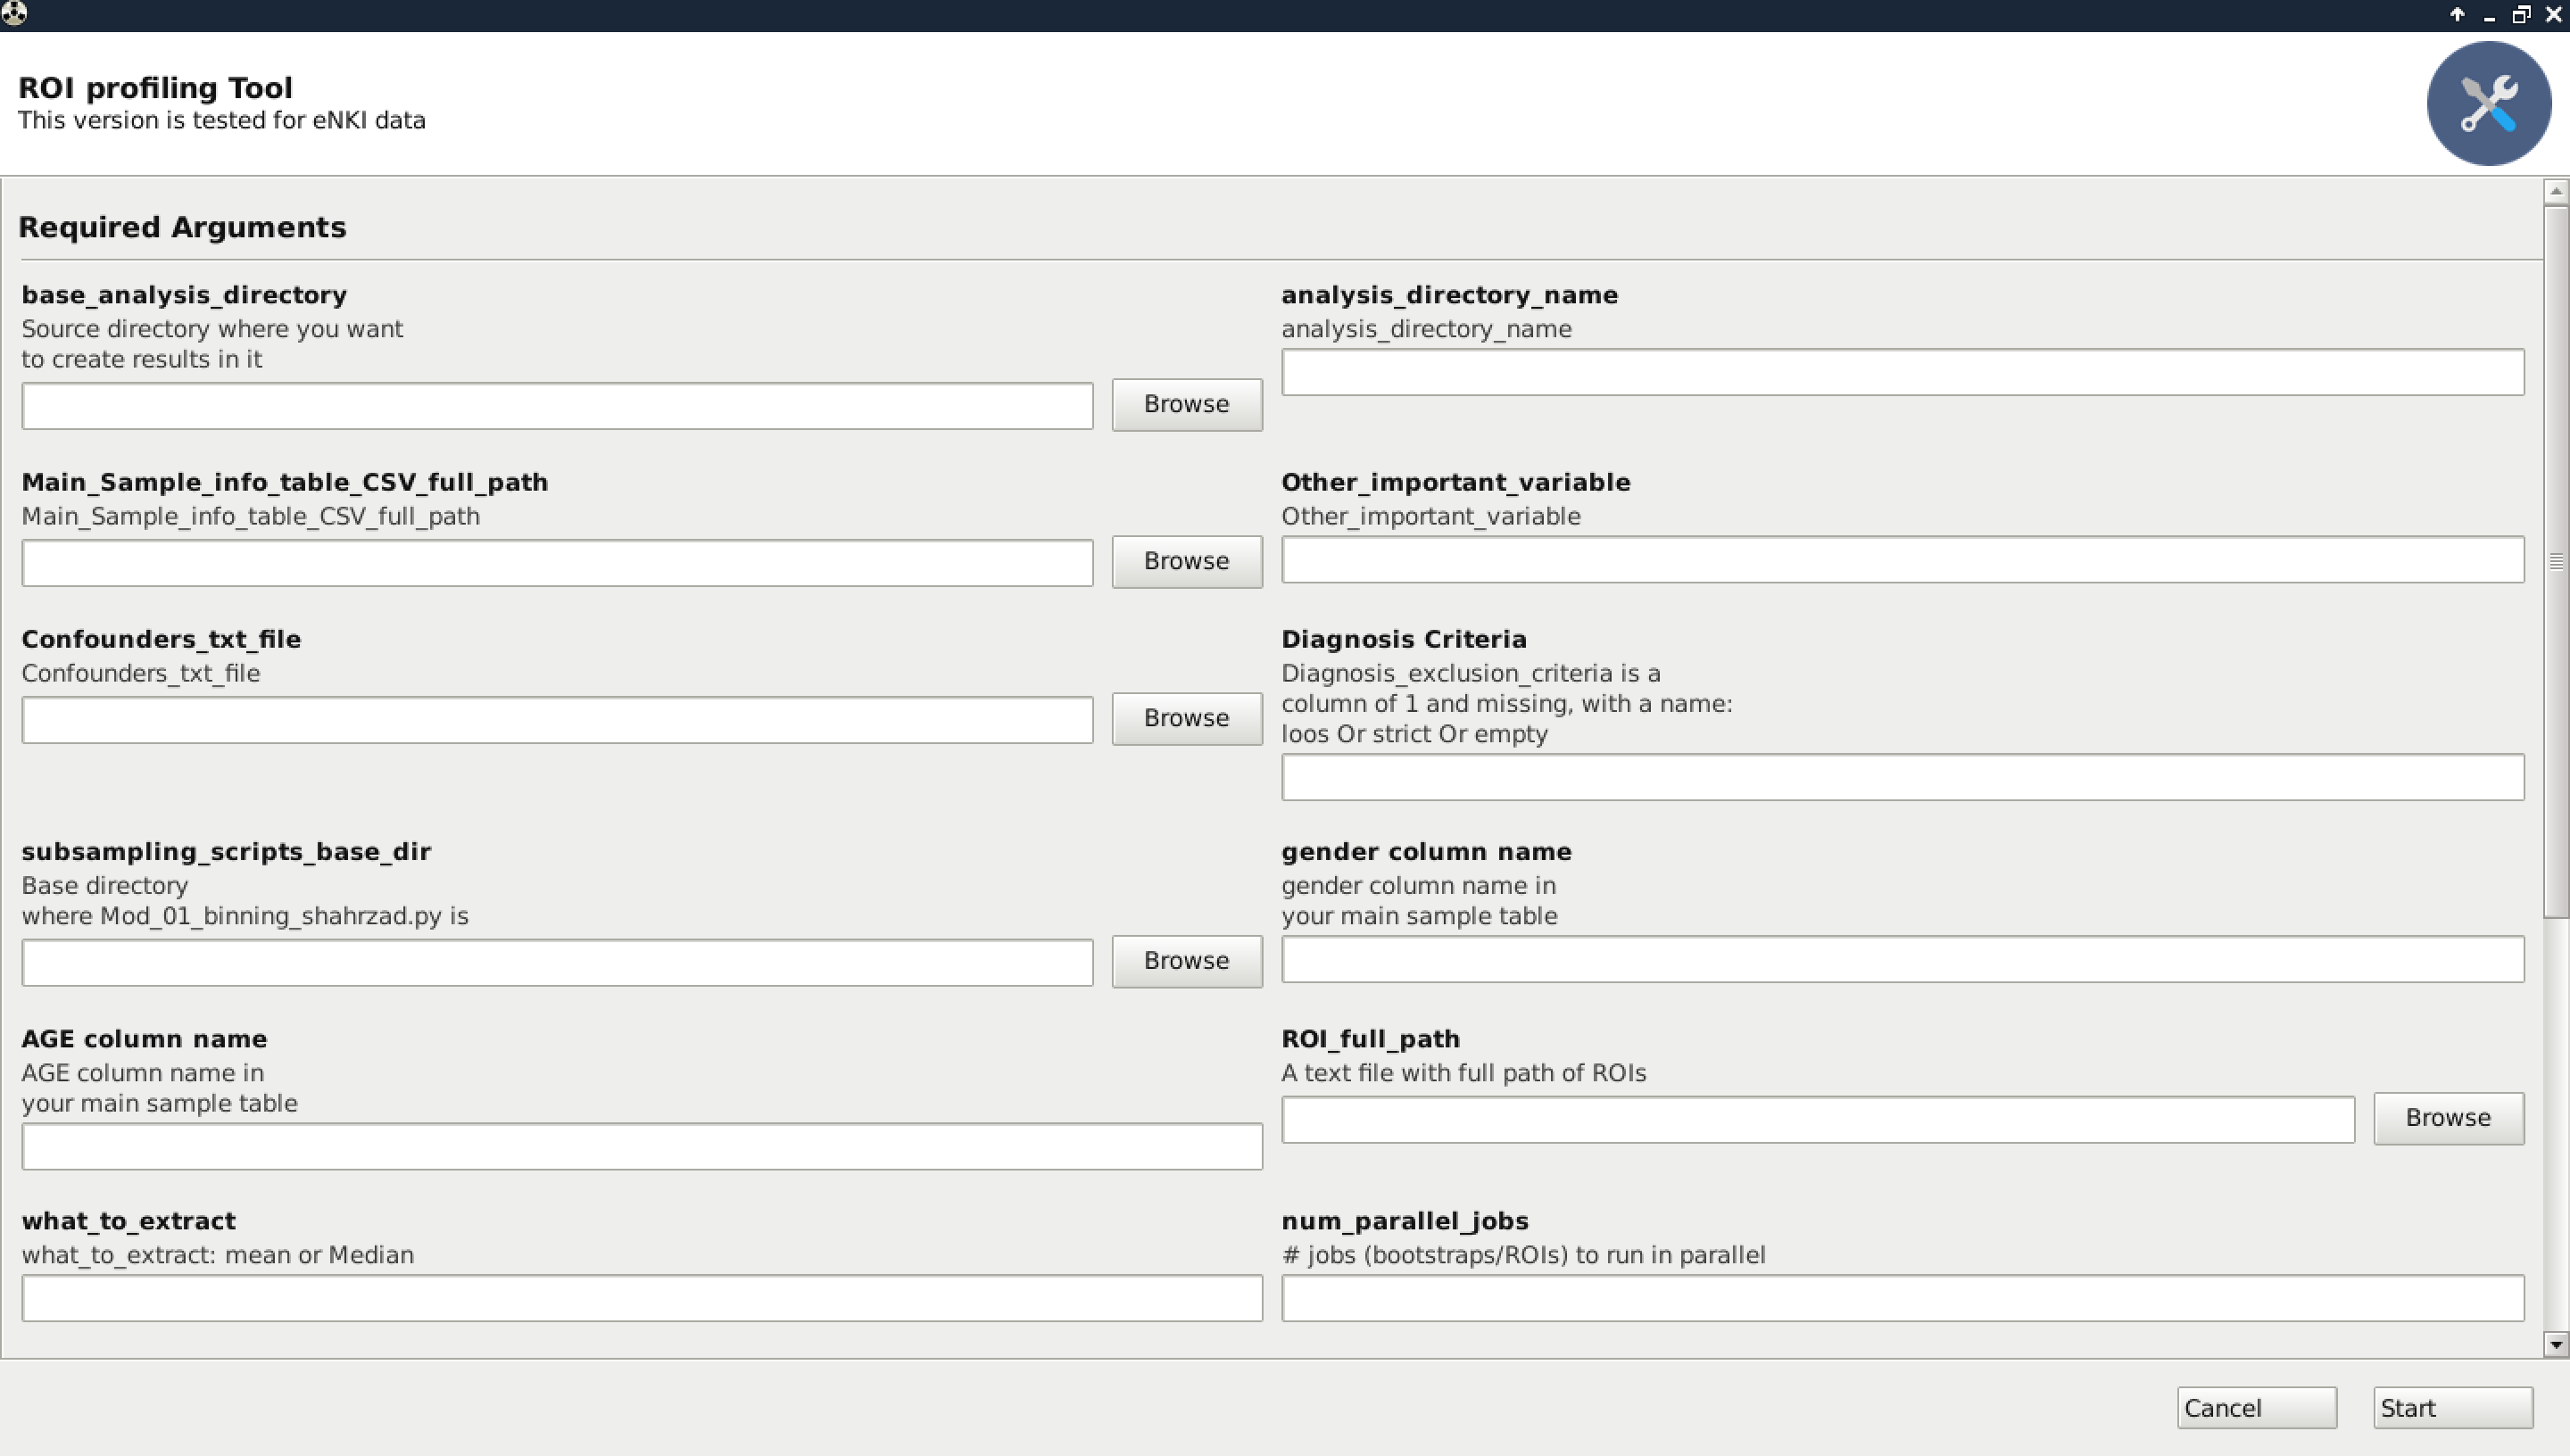 ROI profiling Tool
This version is tested for eNKI data
Required Arguments
base_analysis_directory
Source directory where you want
to create results in it
Browse
analysis_directory_name
analysis_directory_name
Main_Sample_info_table_CSV_full_path
Main_Sample_info_table_CSV_full_path
Browse
Other_important_variable
Other_important_variable
Confounders_txt_file
Confounders_txt_file
Browse
Diagnosis Criteria
Diagnosis_exclusion_criteria is a
column of 1 and missing, with a name:
loos Or strict Or empty
subsampling_scripts_base_dir
Base directory
where Mod_01_binning_shahrzad.py is
Browse
gender column name
gender column name in
your main sample table
AGE column name
AGE column name in
your main sample table
ROI_full_path
A text file with full path of ROIs
Browse
what_to_extract
what_to_extract: mean or Median
num_parallel_jobs
# jobs (bootstraps/ROIs) to run in parallel
Cancel
Start